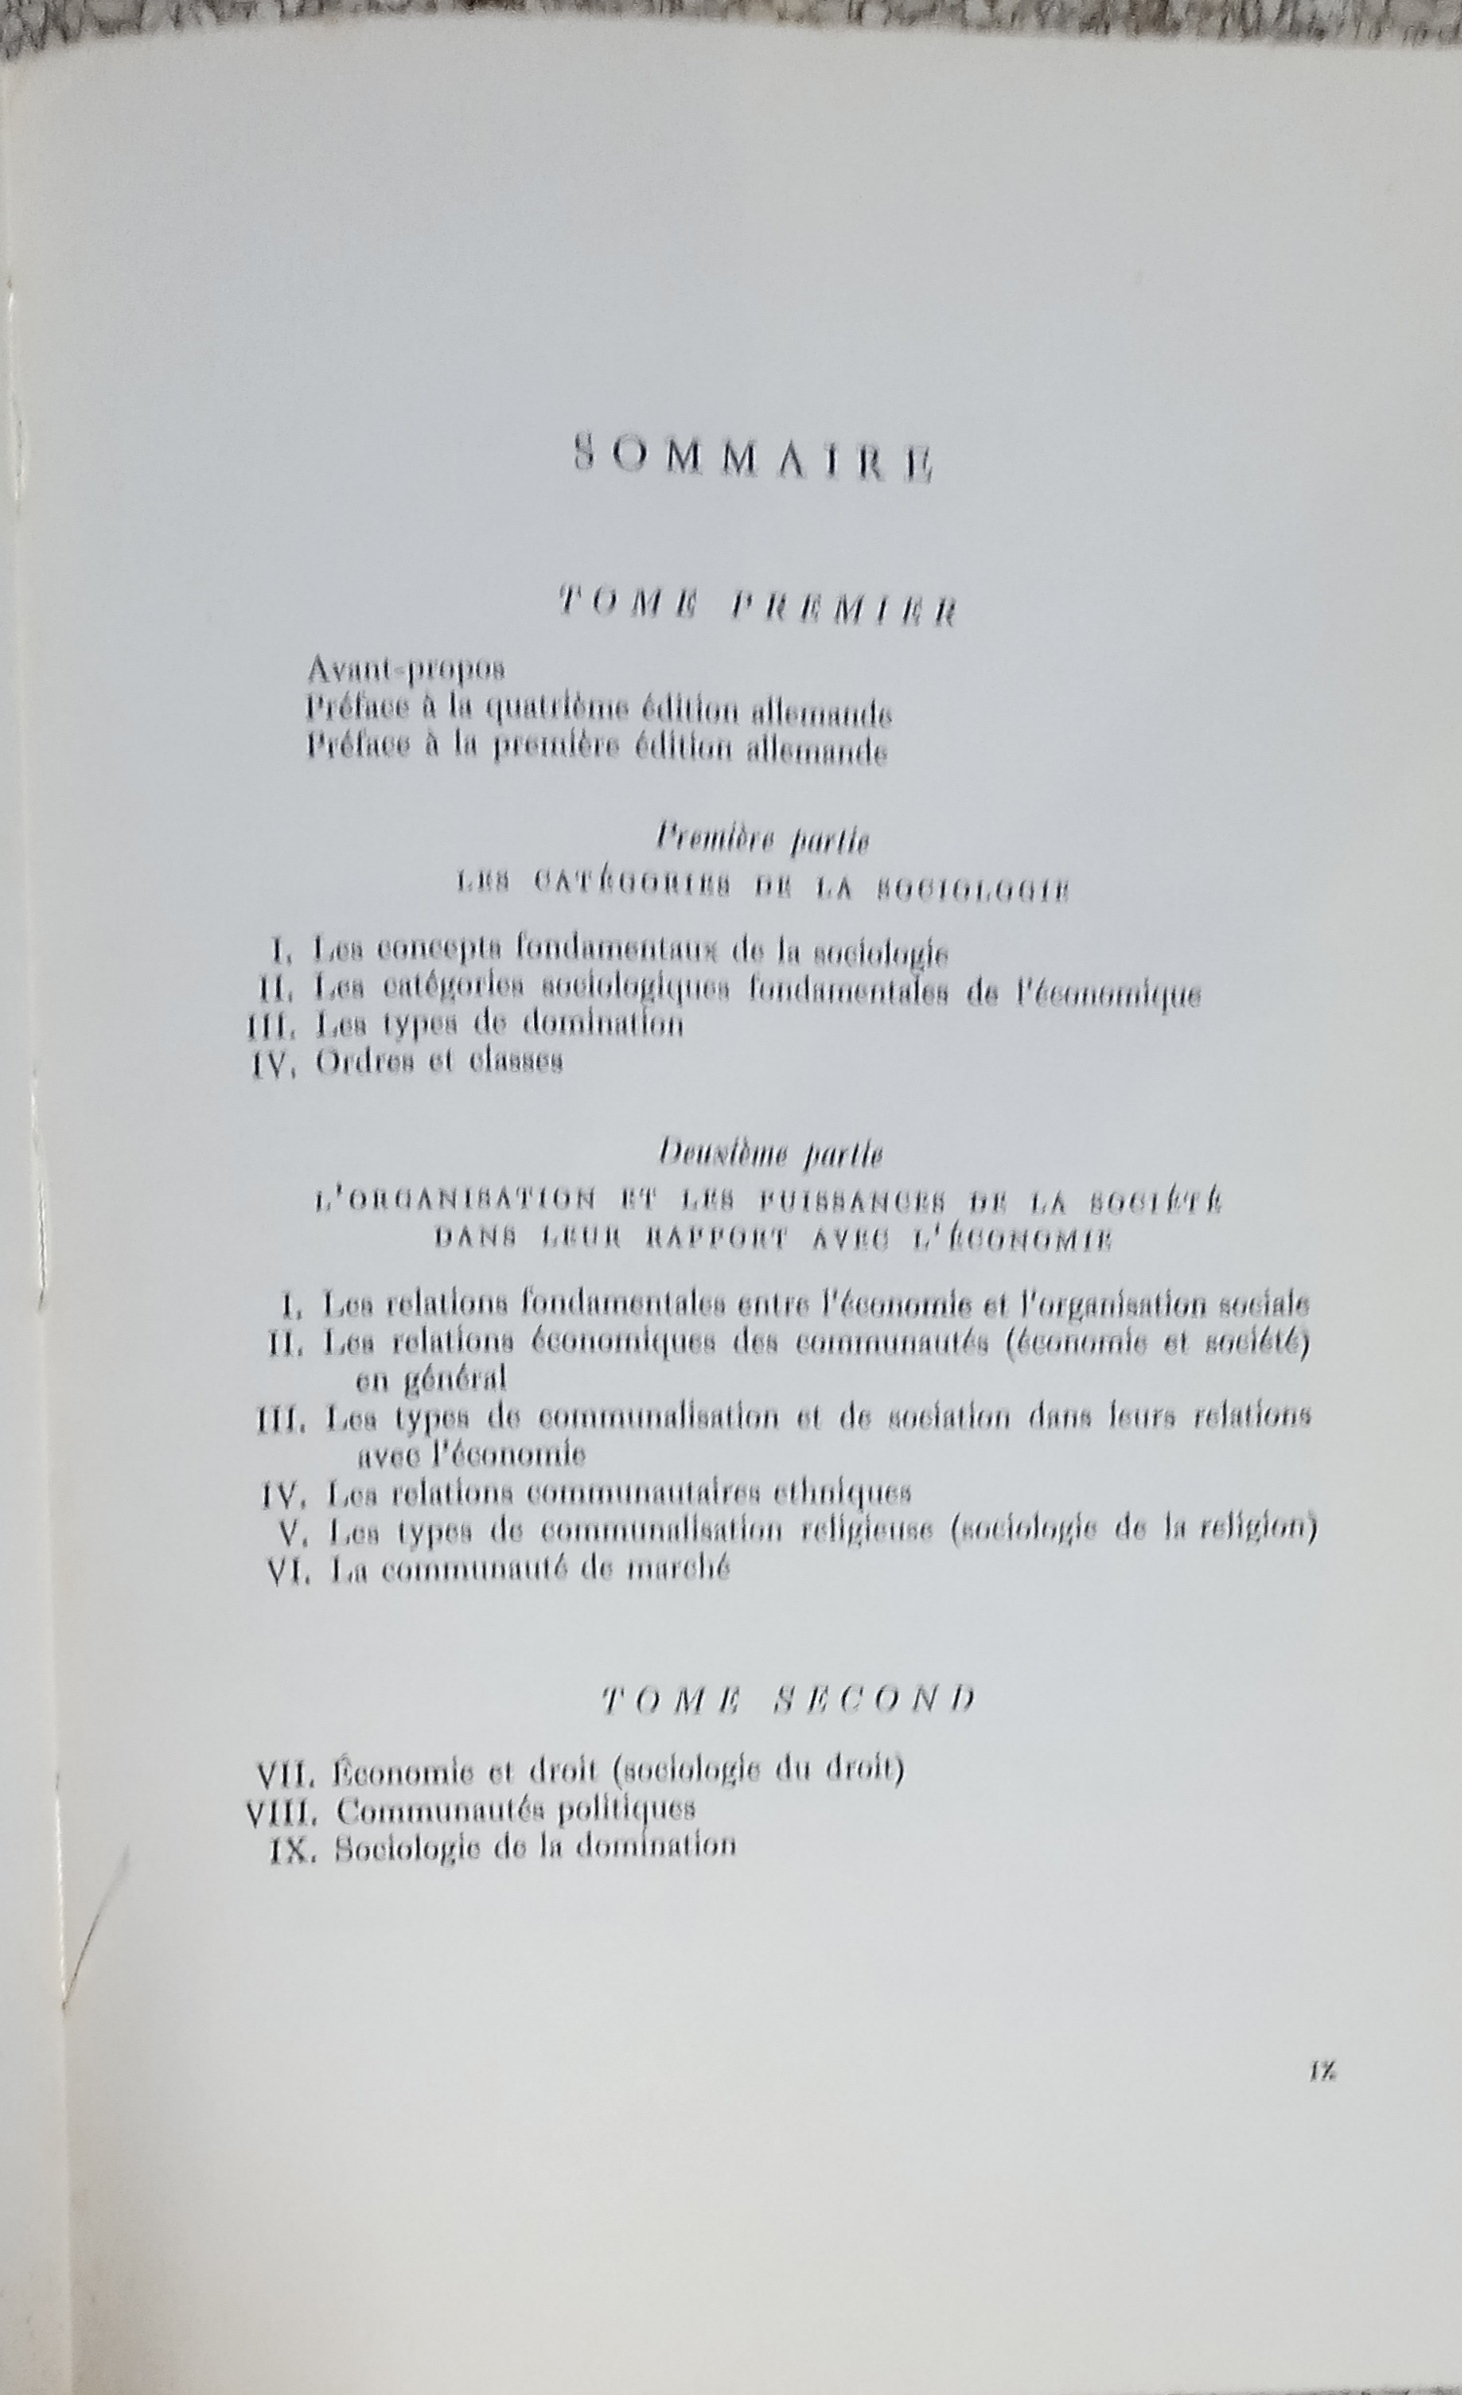 SOMMAIRE
TOME PREMIER
Avant-propos
Préface à la quatrième édition allemande
Préface à la première édition allemande
Première partie
LES CATÉGORIES DE LA SOCIOLOGIE
I. Les concepts fondamentaux de la sociologie
II. Les catégories sociologiques fondamentales de l'économique
III. Les types de domination
IV. Ordres et classes
Deuxième partie
L'ORGANISATION ET LES PUISSANCES DE LA SOCIÉTÉ
DANS LEUR RAPPORT AVEC L'ÉCONOMIE
I. Les relations fondamentales entre l'économie et l'organisation sociale
II. Les relations économiques des communautés (économie et société)
en général
III. Les types de communalisation et de sociation dans leurs relations
avec l'économie
IV. Les relations communautaires ethniques
V. Les types de communalisation religieuse (sociologie de la religion)
VI. La communauté de marché
TOME SECOND
VII. Économie et droit (sociologie du droit)
VIII. Communautés politiques
IX. Sociologie de la domination
IX